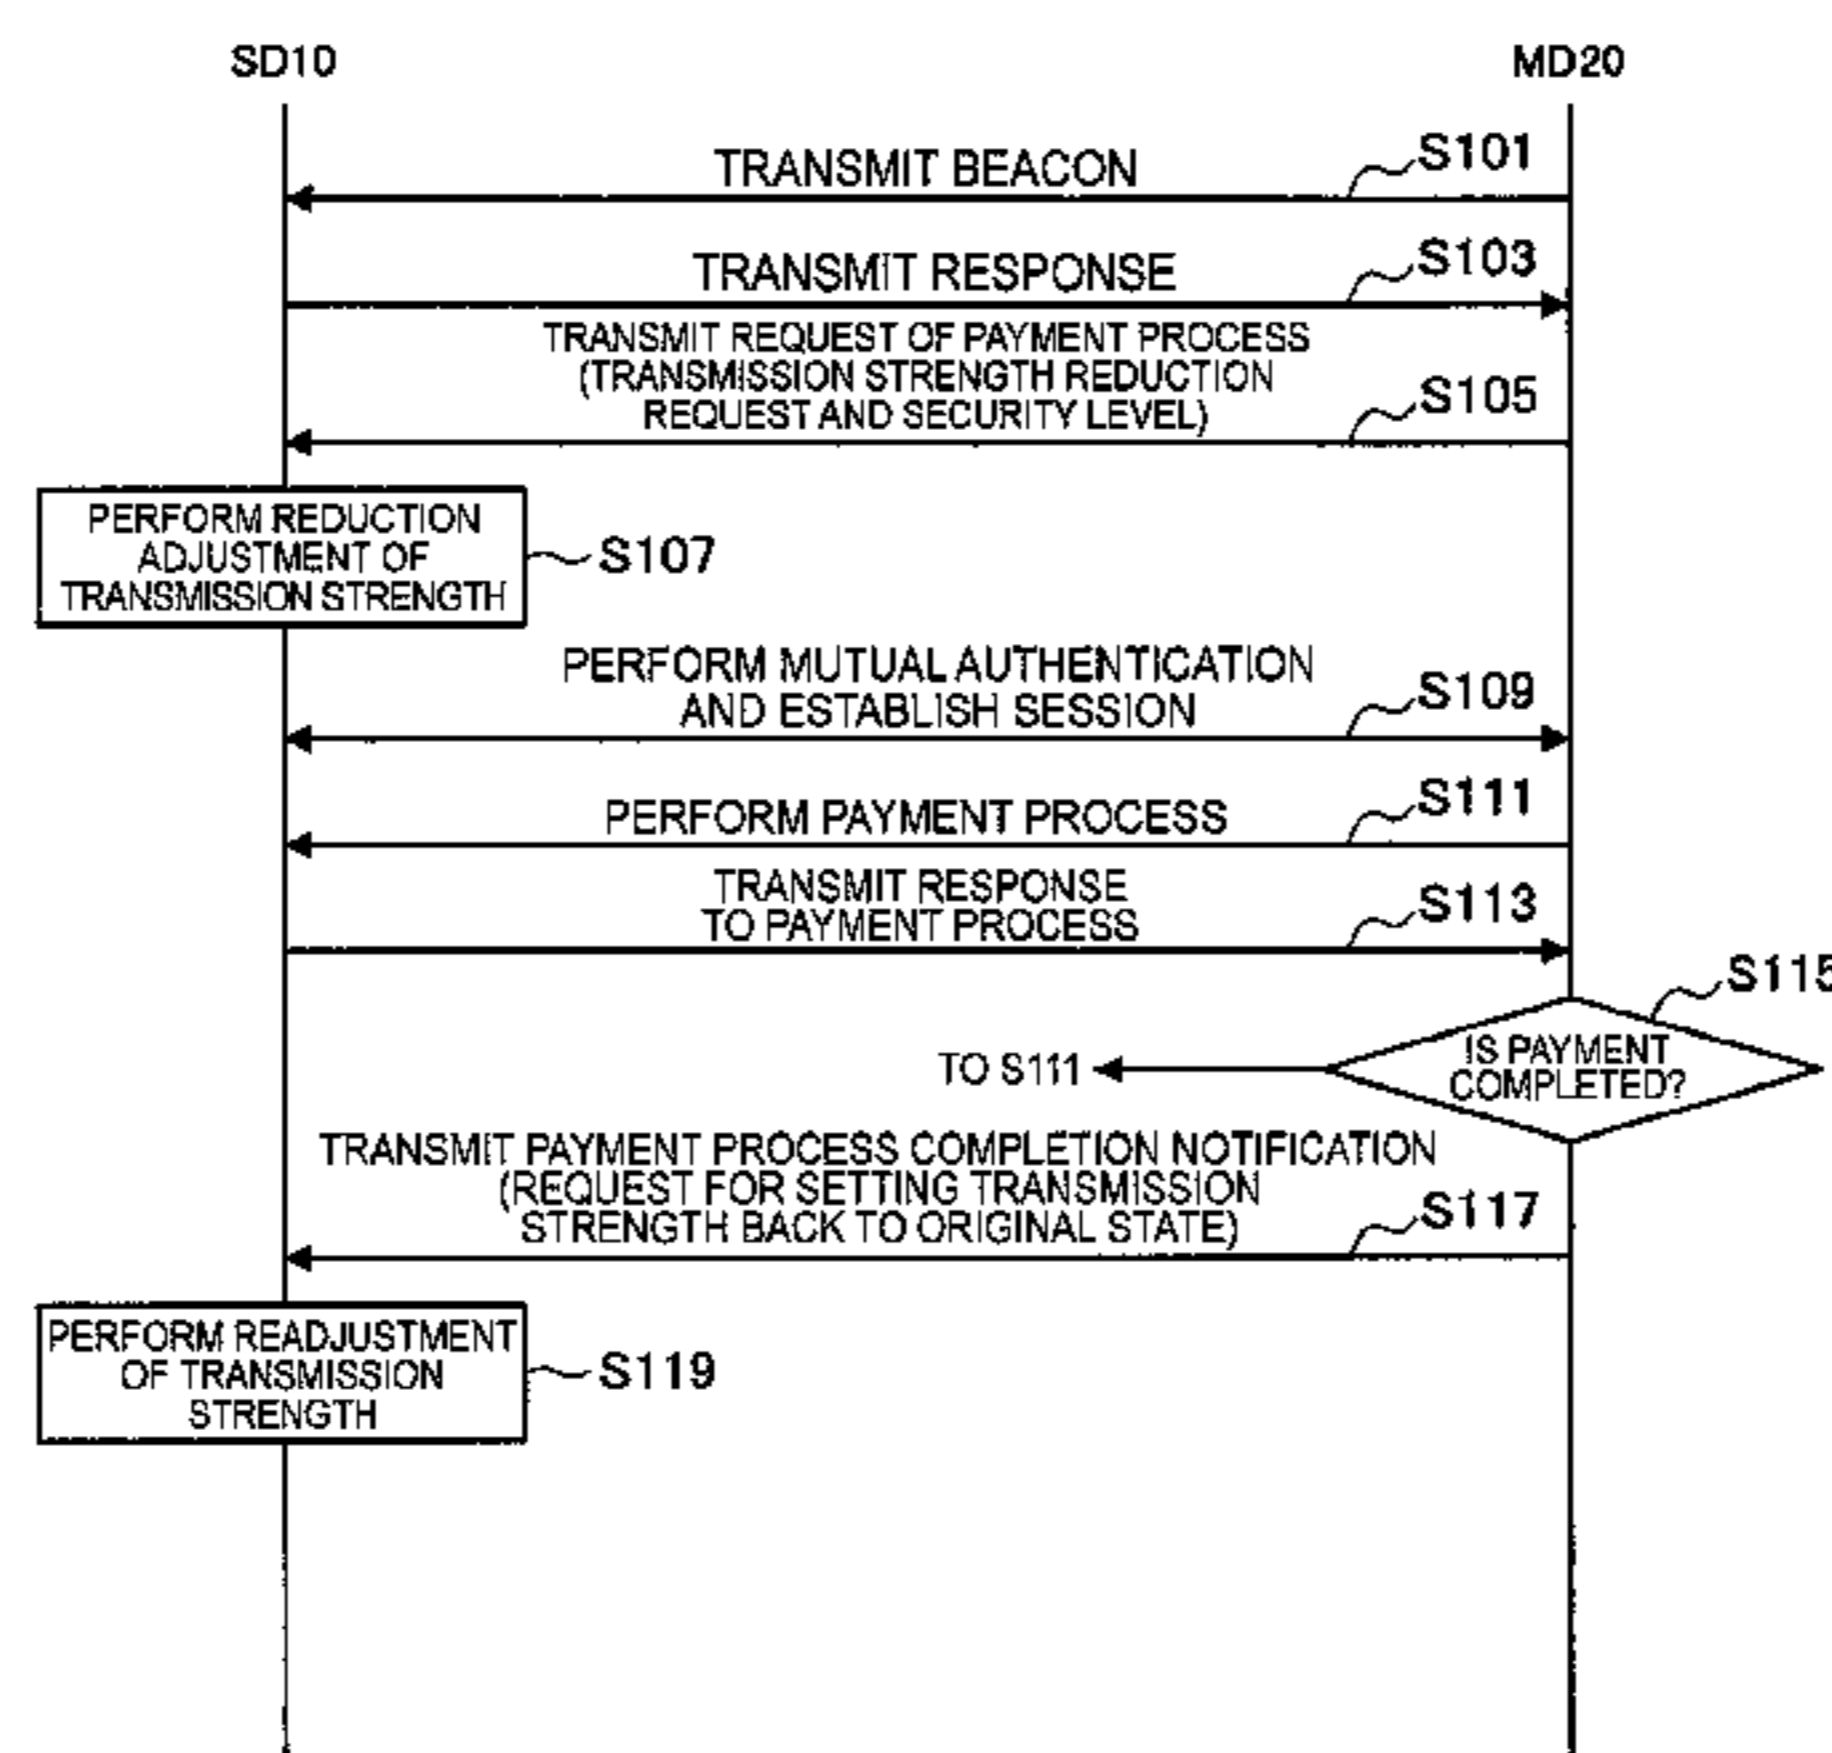 SD10
MD20
TRANSMIT BEACON
S101
TRANSMIT RESPONSE
S103
TRANSMIT REQUEST OF PAYMENT PROCESS
(TRANSMISSION STRENGTH REDUCTION
REQUEST AND SECURITY LEVEL)
S105
PERFORM REDUCTION
ADJUSTMENT OF
TRANSMISSION STRENGTH
S107
PERFORM MUTUAL AUTHENTICATION
AND ESTABLISH SESSION
S109
PERFORM PAYMENT PROCESS
S111
TRANSMIT RESPONSE
TO PAYMENT PROCESS
S113
S115
IS PAYMENT
COMPLETED?
TO S111
TRANSMIT PAYMENT PROCESS COMPLETION NOTIFICATION
(REQUEST FOR SETTING TRANSMISSION
STRENGTH BACK TO ORIGINAL STATE)
S117
PERFORM READJUSTMENT
OF TRANSMISSION
STRENGTH
S119